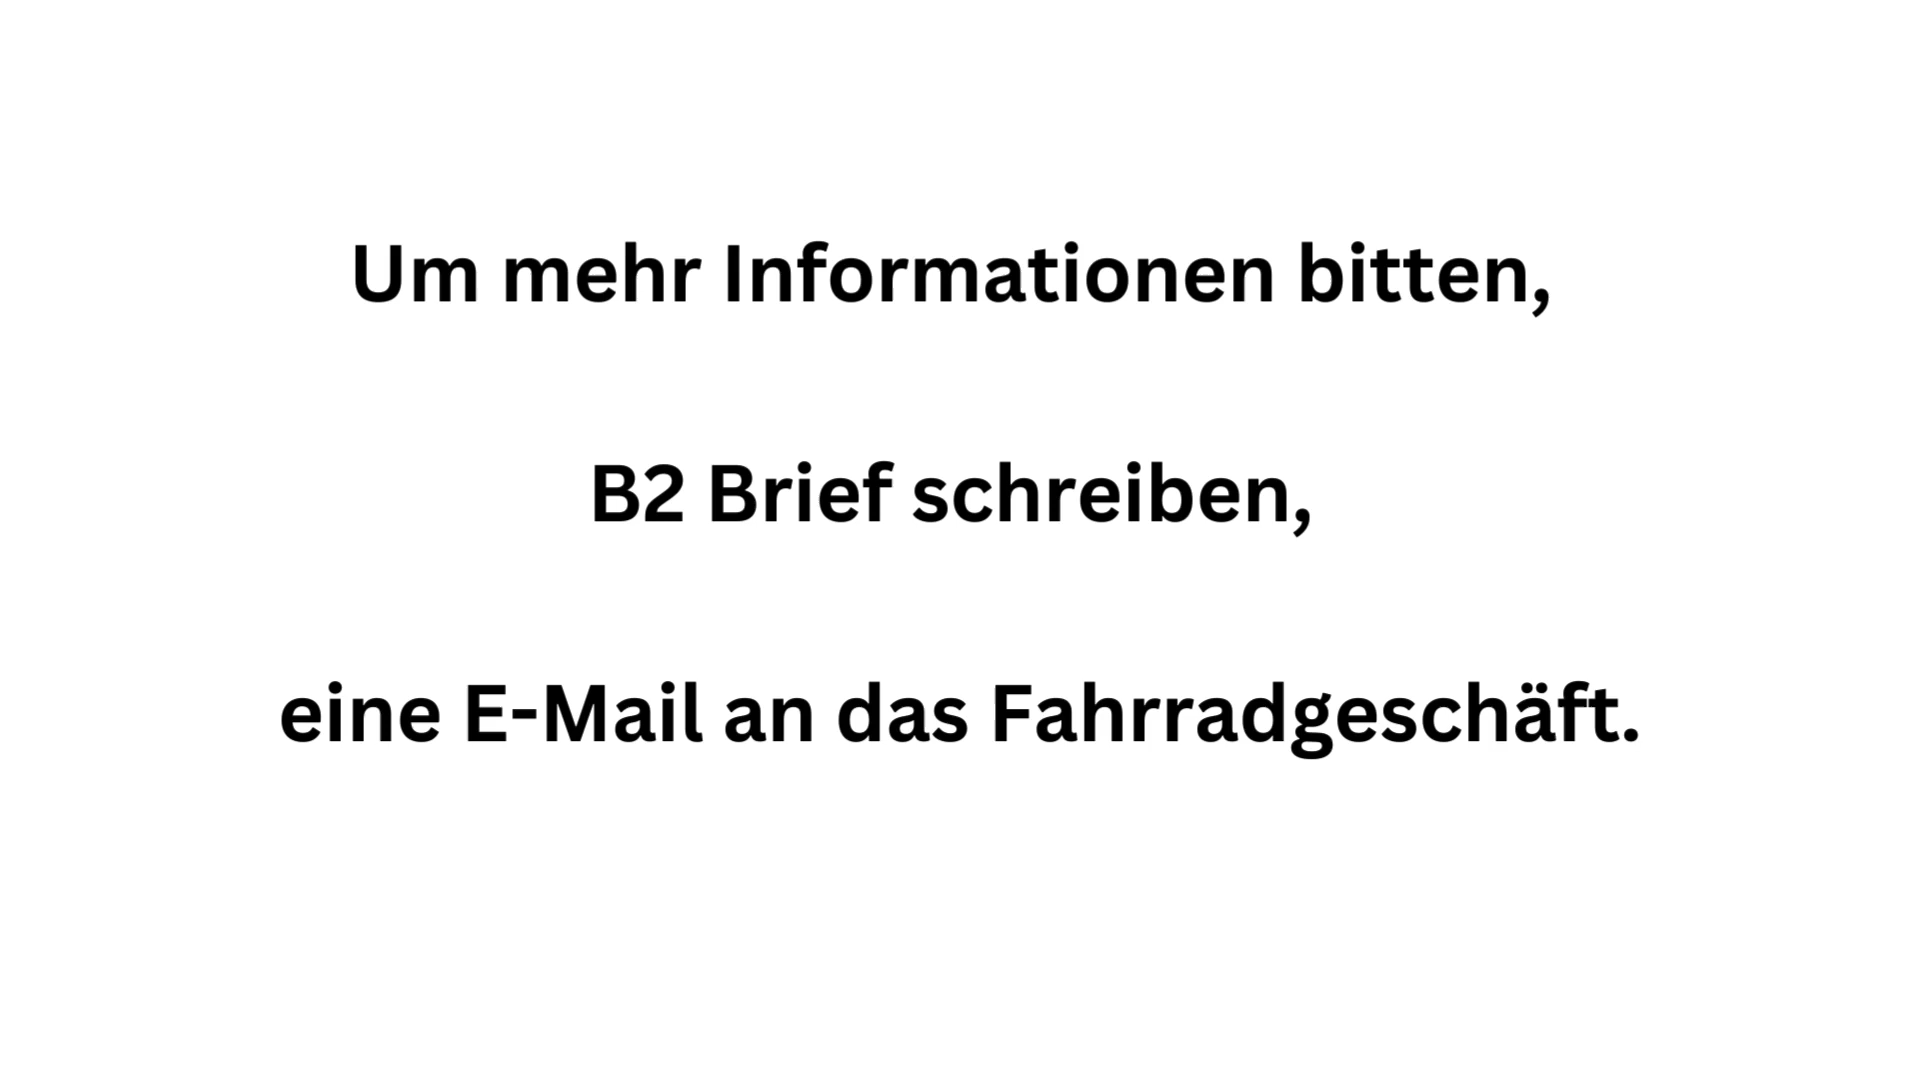 Um mehr Informationen bitten,
B2 Brief schreiben,
eine E-Mail an das Fahrradgeschäft.